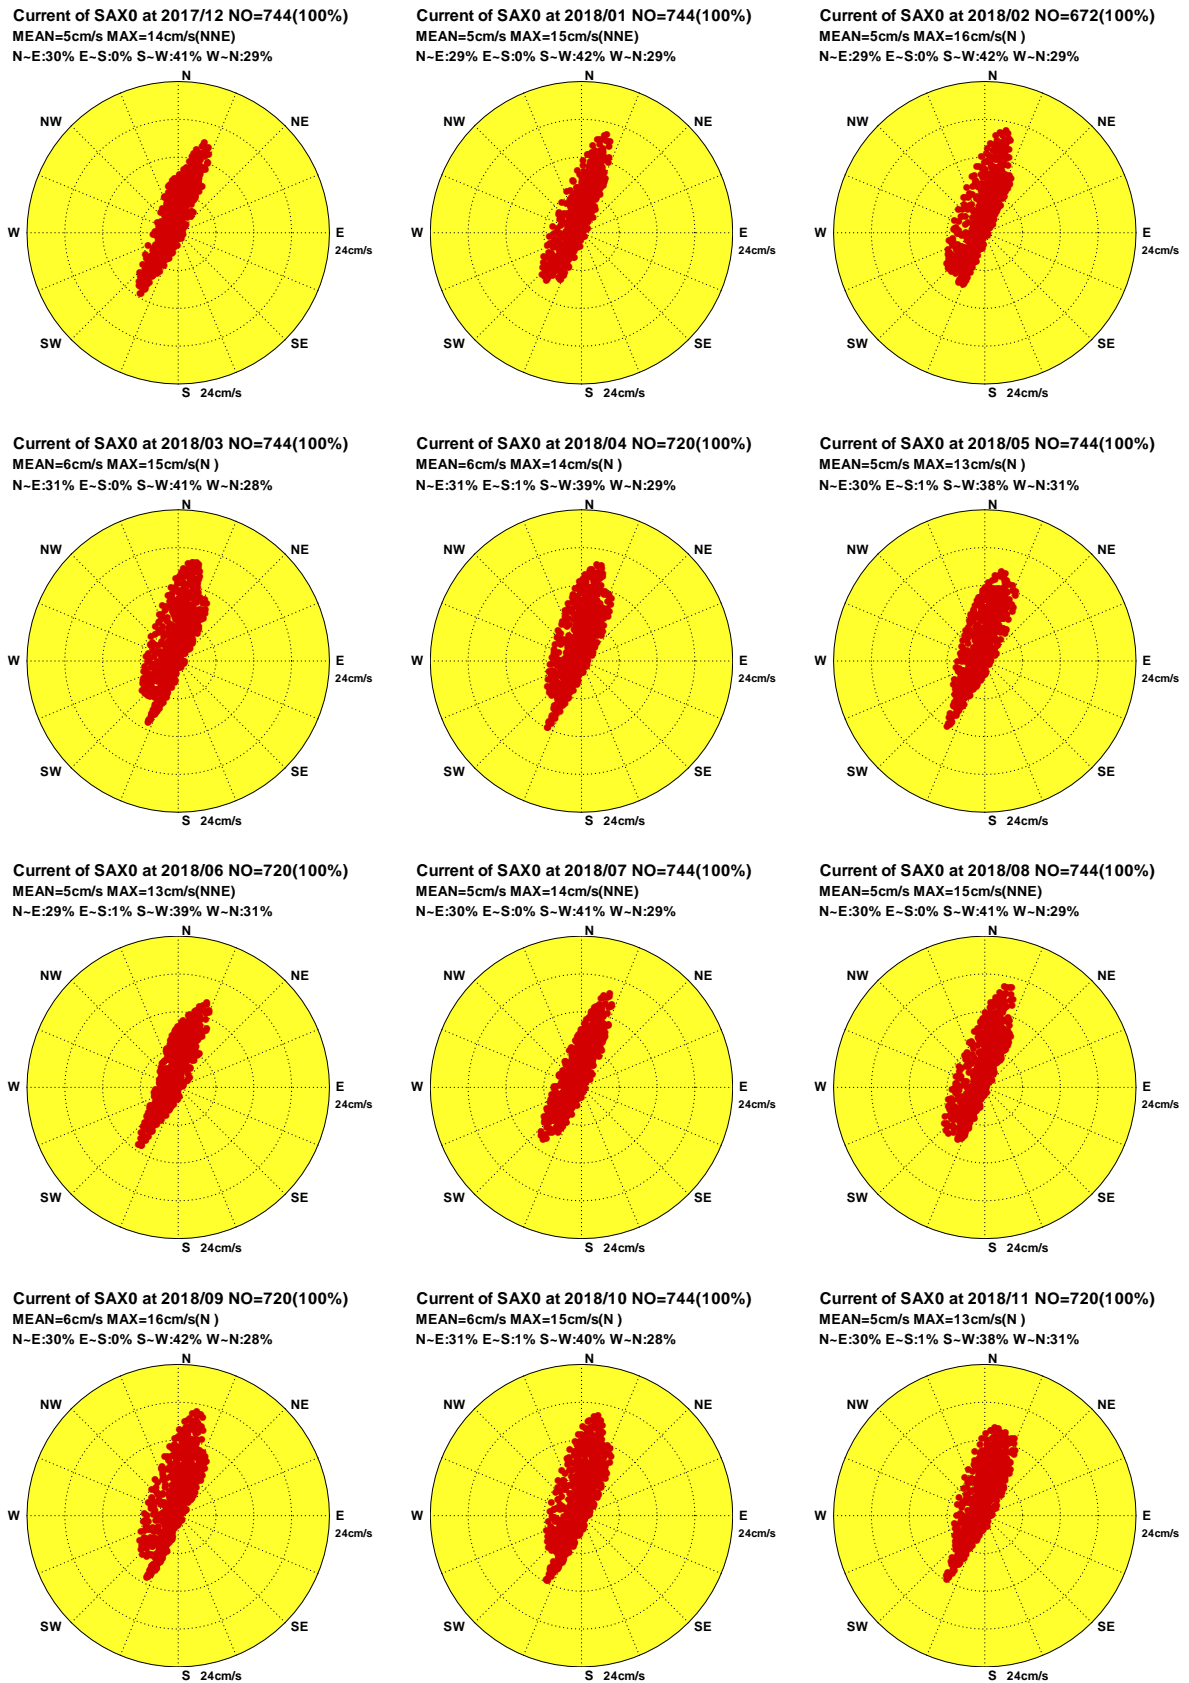 Current of SAX0 at 2017/12 NO=744(100%)
MEAN=5cm/s MAX=14cm/s(NNE)
N~E:30% E~S:0% S~W:41% W~N:29%
N
NW
NE
W
E
24cm/s
SW
SE
S 24cm/s
Current of SAX0 at 2018/01 NO=744(100%)
MEAN=5cm/s MAX=15cm/s(NNE)
N~E:29% E~S:0% S~W:42% W~N:29%
N
NW
NE
W
E
24cm/s
SW
SE
S 24cm/s
Current of SAX0 at 2018/02 NO=672(100%)
MEAN=5cm/s MAX=16cm/s(N )
N~E:29% E~S:0% S~W:42% W~N:29%
N
NW
NE
W
E
24cm/s
SW
SE
S 24cm/s
Current of SAX0 at 2018/03 NO=744(100%)
MEAN=6cm/s MAX=15cm/s(N )
N~E:31% E~S:0% S~W:41% W~N:28%
N
NW
NE
W
E
24cm/s
SW
SE
S 24cm/s
Current of SAX0 at 2018/04 NO=720(100%)
MEAN=6cm/s MAX=14cm/s(N )
N~E:31% E~S:1% S~W:39% W~N:29%
N
NW
NE
W
E
24cm/s
SW
SE
S 24cm/s
Current of SAX0 at 2018/05 NO=744(100%)
MEAN=5cm/s MAX=13cm/s(N )
N~E:30% E~S:1% S~W:38% W~N:31%
N
NW
NE
W
E
24cm/s
SW
SE
S 24cm/s
Current of SAX0 at 2018/06 NO=720(100%)
MEAN=5cm/s MAX=13cm/s(NNE)
N~E:29% E~S:1% S~W:39% W~N:31%
N
NW
NE
W
E
24cm/s
SW
SE
S 24cm/s
Current of SAX0 at 2018/07 NO=744(100%)
MEAN=5cm/s MAX=14cm/s(NNE)
N~E:30% E~S:0% S~W:41% W~N:29%
N
NW
NE
W
E
24cm/s
SW
SE
S 24cm/s
Current of SAX0 at 2018/08 NO=744(100%)
MEAN=5cm/s MAX=15cm/s(NNE)
N~E:30% E~S:0% S~W:41% W~N:29%
N
NW
NE
W
E
24cm/s
SW
SE
S 24cm/s
Current of SAX0 at 2018/09 NO=720(100%)
MEAN=6cm/s MAX=16cm/s(N )
N~E:30% E~S:0% S~W:42% W~N:28%
N
NW
NE
W
E
24cm/s
SW
SE
S 24cm/s
Current of SAX0 at 2018/10 NO=744(100%)
MEAN=6cm/s MAX=15cm/s(N )
N~E:31% E~S:1% S~W:40% W~N:28%
N
NW
NE
W
E
24cm/s
SW
SE
S 24cm/s
Current of SAX0 at 2018/11 NO=720(100%)
MEAN=5cm/s MAX=13cm/s(N )
N~E:30% E~S:1% S~W:38% W~N:31%
N
NW
NE
W
E
24cm/s
SW
SE
S 24cm/s